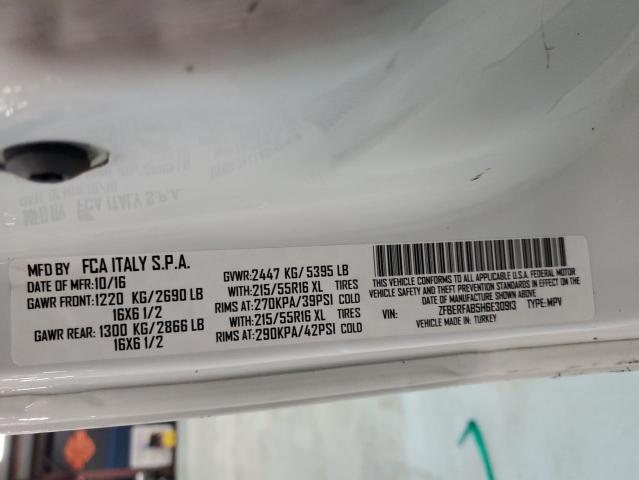 MFD BY FCA ITALY S.P.A.
DATE OF MFR: 10/16
GAWR FRONT: 1220 KG/2690 LB
16X6 1/2
GAWR REAR: 1300 KG/2866 LB
16X6 1/2
GVWR: 2447 KG/ 5395 LB
WITH: 215/55R16 XL TIRES
RIMS AT: 270KPA/39PSI COLD
WITH: 215/55R16 XL TIRES
RIMS AT: 290KPA/42PSI COLD
THIS VEHICLE CONFORMS TO ALL APPLICABLE U.S.A. FEDERAL MOTOR
VEHICLE SAFETY AND THEFT PREVENTION STANDARDS IN EFFECT ON
THE DATE OF MANUFACTURE SHOWN ABOVE.
VIN: ZFBERFAB5H6E30913 TYPE: MPV
MADE IN: TURKEY